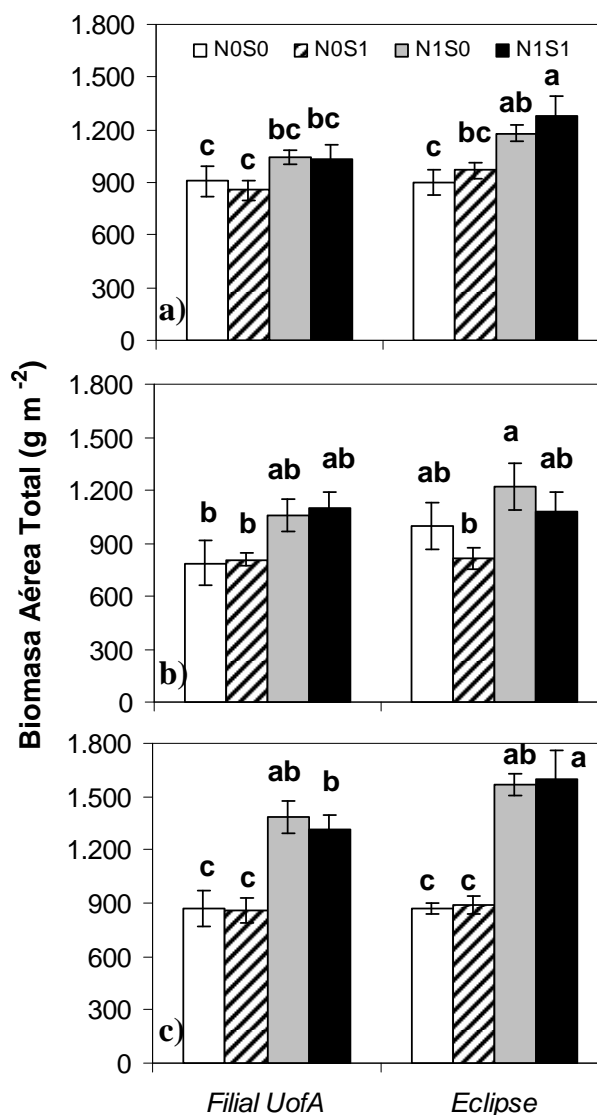 Biomasa Aérea Total (g m -2)
1.800
N0S0 N0S1 N1S0 N1S1
1.500
a
ab
bc bc
1.200
c c
c bc
900
600
300
a)
0
1.800
1.500
a
ab ab
ab ab
1.200
b b
b
900
600
300
b)
0
1.800
ab a
ab b
1.500
1.200
c c
c c
900
600
300
c)
0
Filial UofA Eclipse